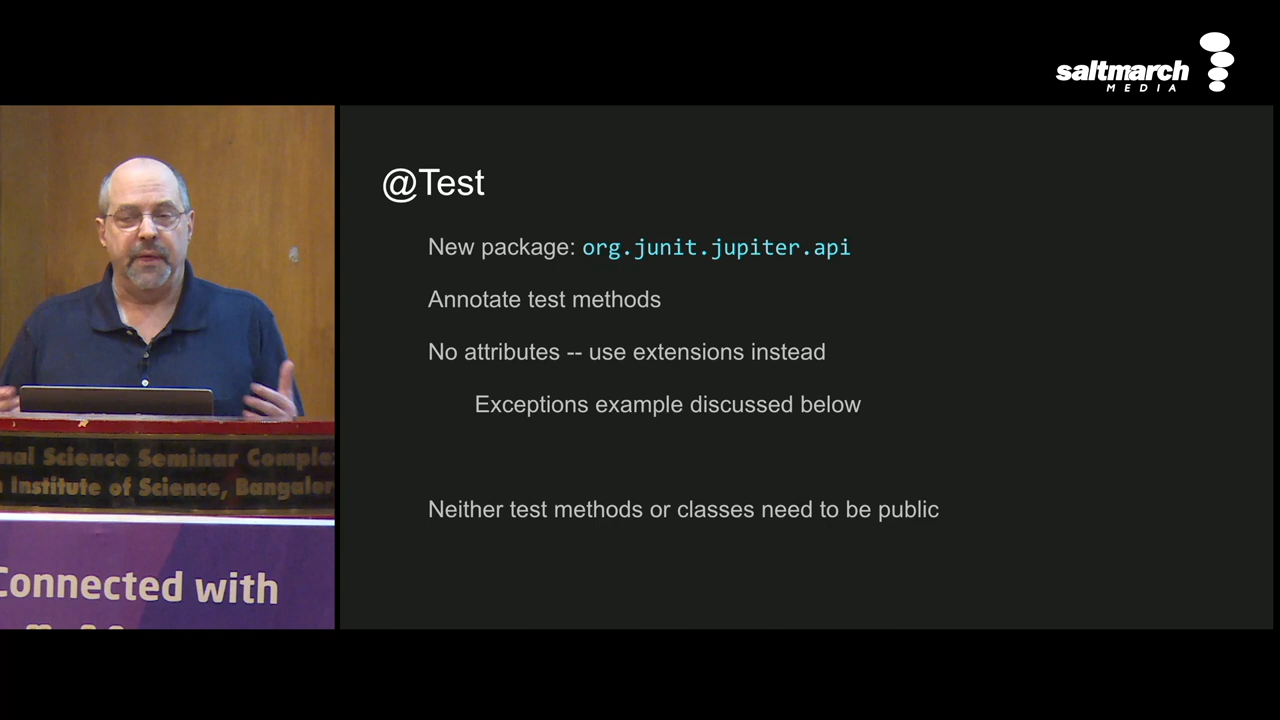 saltmarch
MEDIA
@Test
New package: org.junit.jupiter.api
Annotate test methods
No attributes -- use extensions instead
Exceptions example discussed below
Neither test methods or classes need to be public
nal Science Seminar Comple
Institute of Science, Bangalor
Connected with